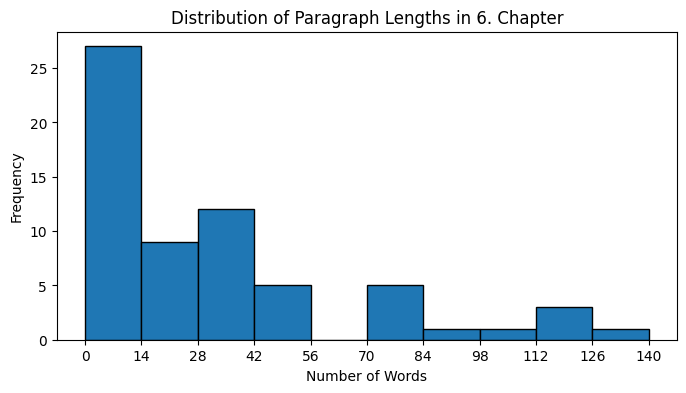 Distribution of Paragraph Lengths in 6. Chapter
Frequency
25
20
15
10
5
0
0 14 28 42 56 70 84 98 112 126 140
Number of Words